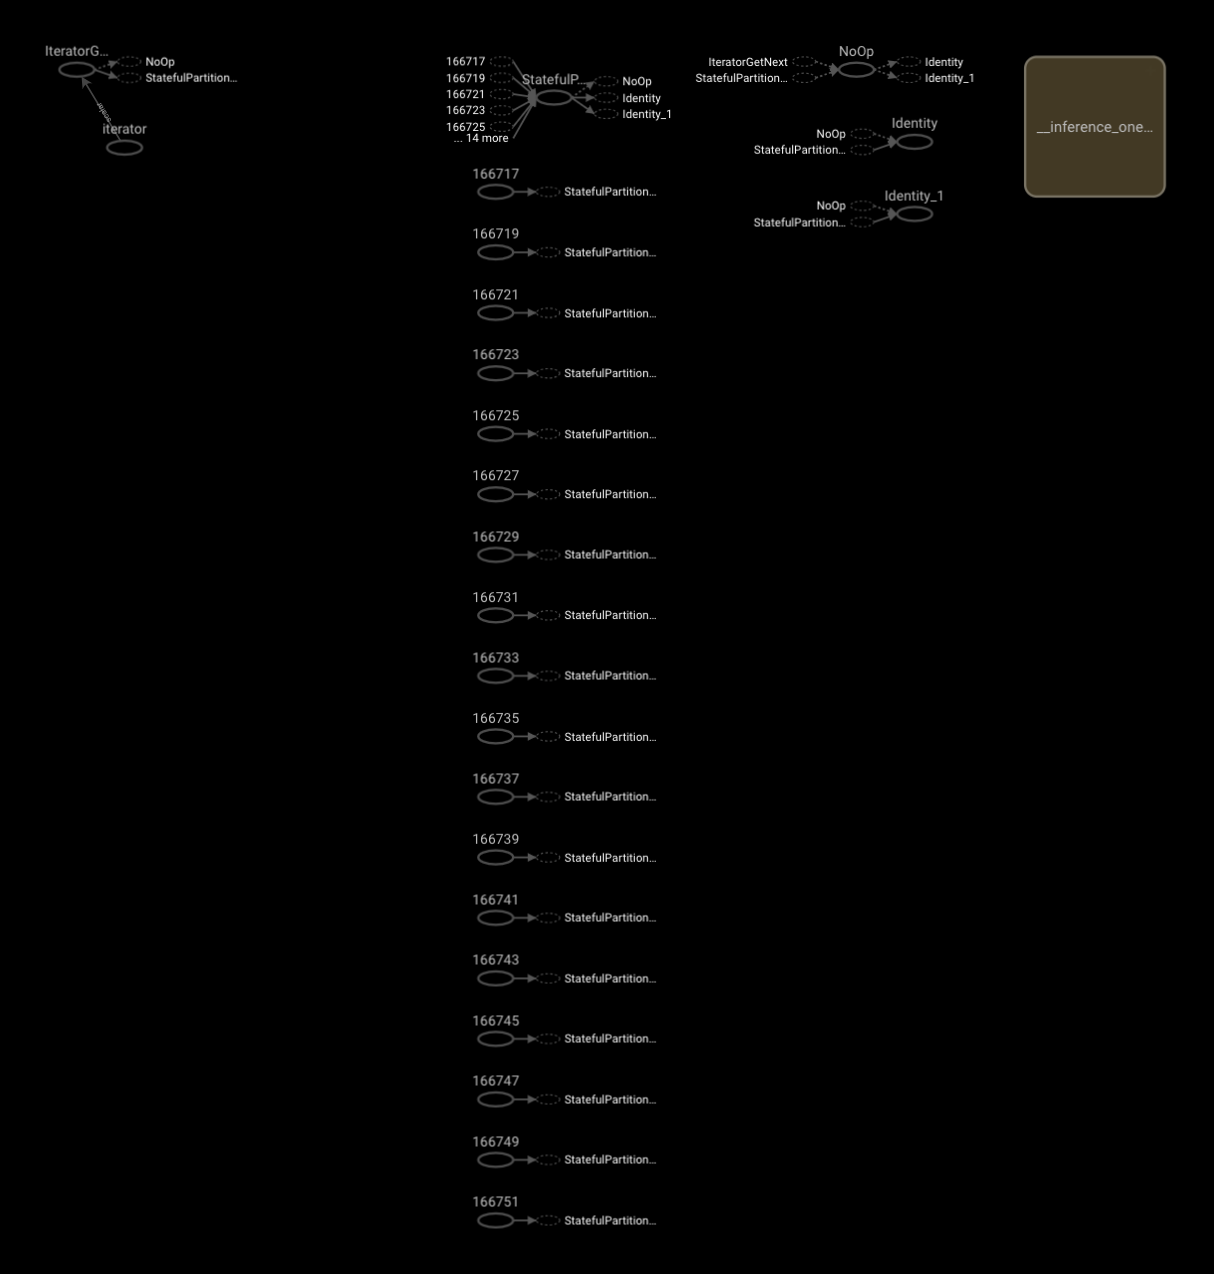 IteratorG...
NoOp
StatefulPartition...
scalar
iterator
166717
166719
166721
166723
166725
... 14 more
StatefulP...
NoOp
Identity
Identity_1
166717
StatefulPartition...
166719
StatefulPartition...
166721
StatefulPartition...
166723
StatefulPartition...
166725
StatefulPartition...
166727
StatefulPartition...
166729
StatefulPartition...
166731
StatefulPartition...
166733
StatefulPartition...
166735
StatefulPartition...
166737
StatefulPartition...
166739
StatefulPartition...
166741
StatefulPartition...
166743
StatefulPartition...
166745
StatefulPartition...
166747
StatefulPartition...
166749
StatefulPartition...
166751
StatefulPartition...
NoOp
IteratorGetNext
StatefulPartition...
Identity
Identity_1
Identity
NoOp
StatefulPartition...
Identity_1
NoOp
StatefulPartition...
__inference_one...